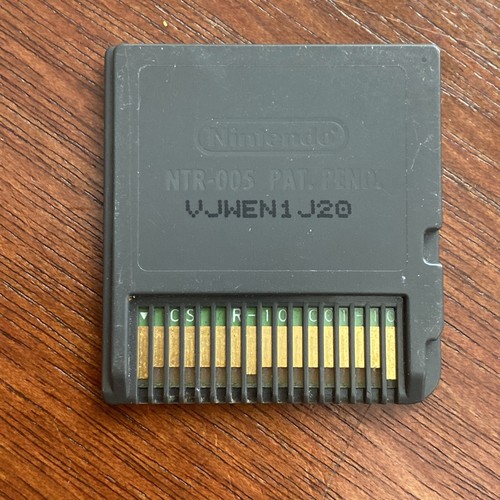 Nintendo®
NTR-005 PAT. PEND.
VJWEN1J20